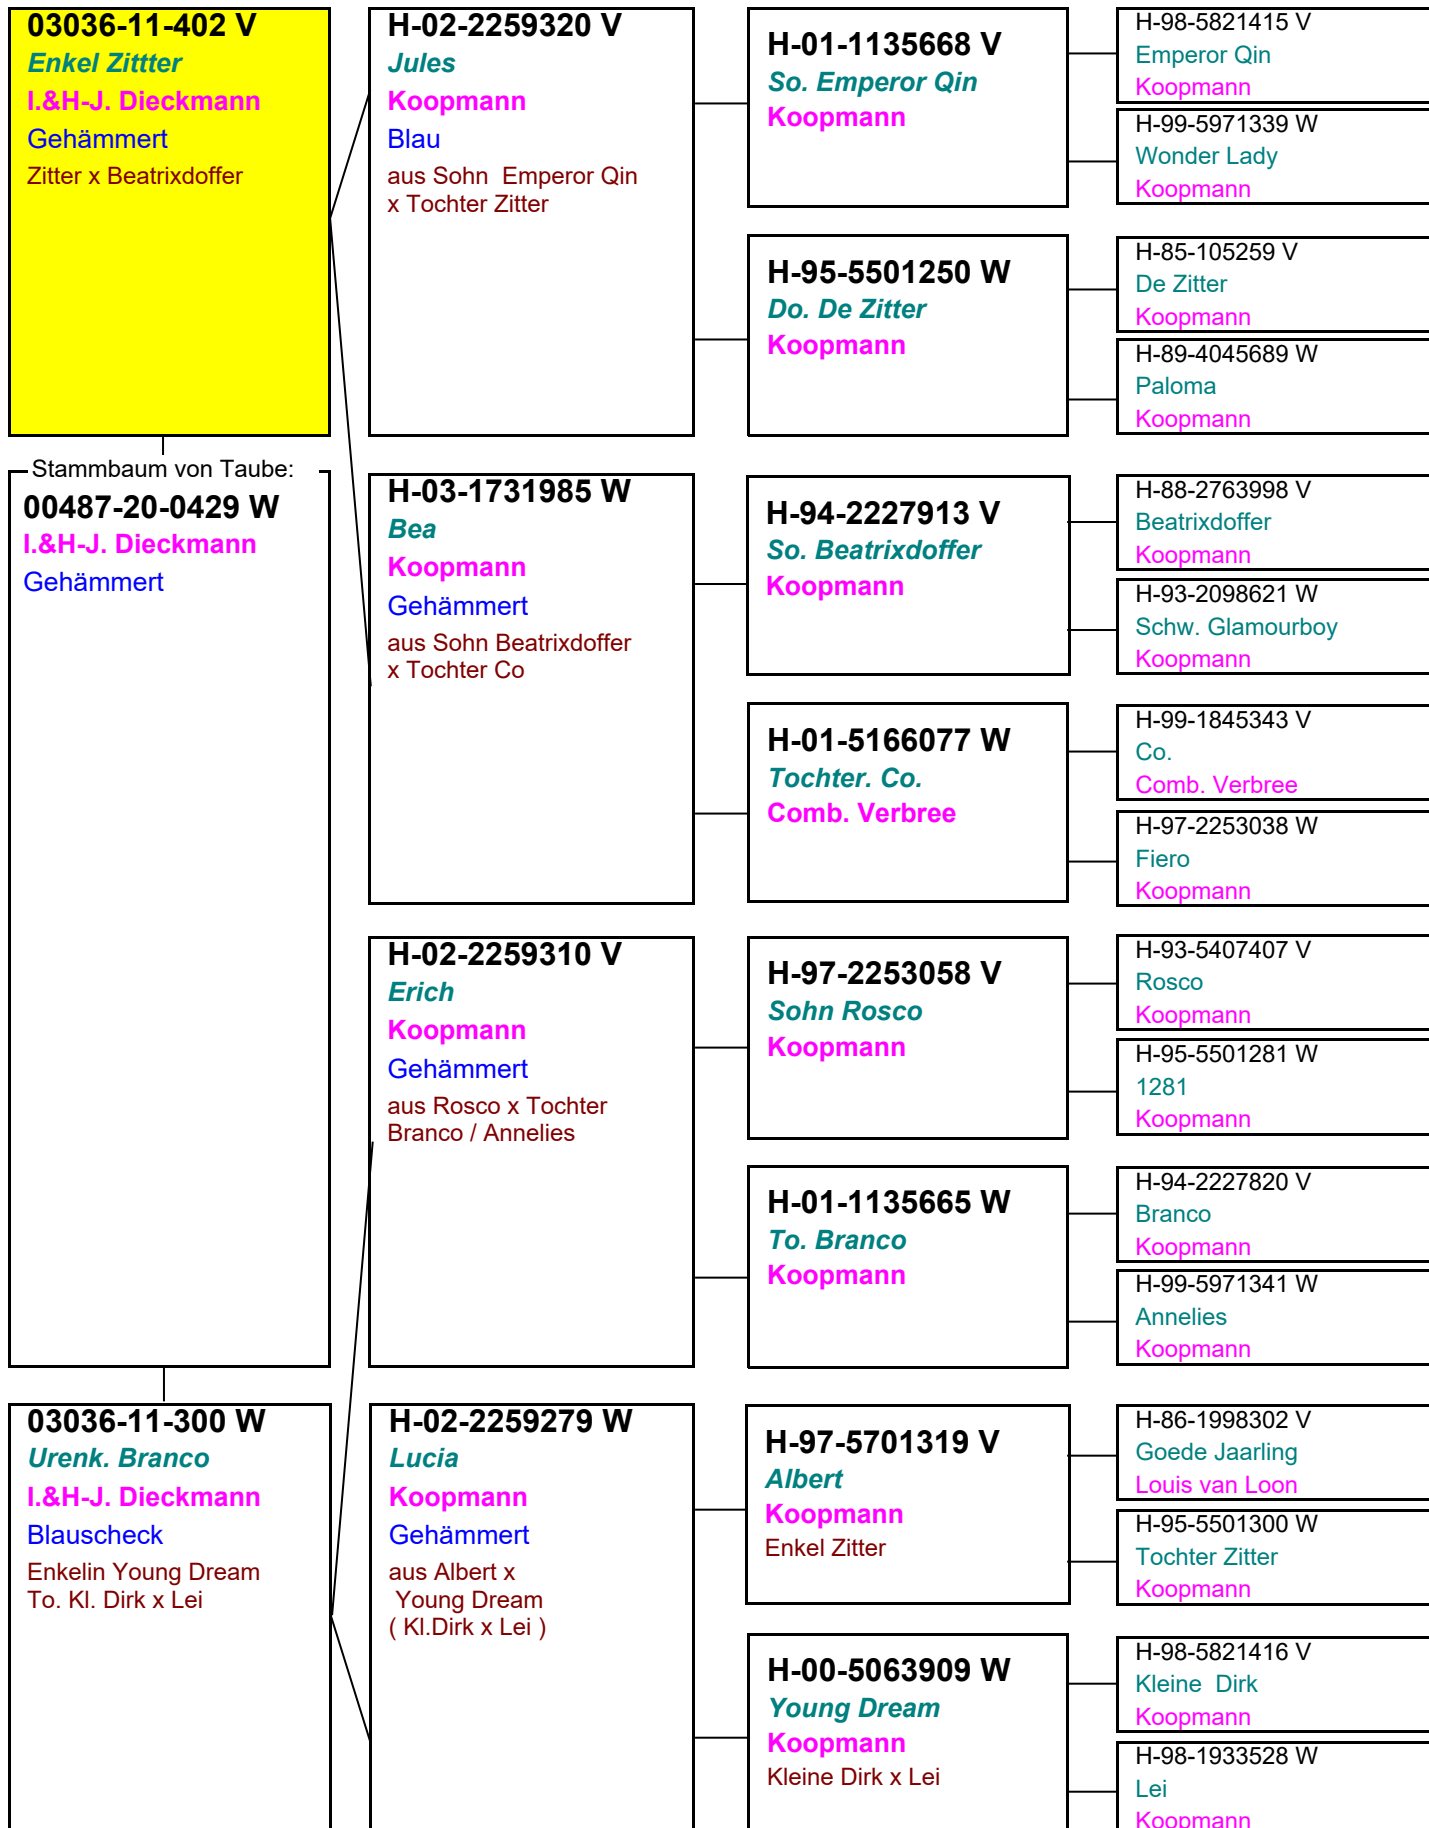 03036-11-402 V
Enkel Zittter
I.&H-J. Dieckmann
Gehämmert
Zitter x Beatrixdoffer
Stammbaum von Taube:
00487-20-0429 W
I.&H-J. Dieckmann
Gehämmert
03036-11-300 W
Urenk. Branco
I.&H-J. Dieckmann
Blauscheck
Enkelin Young Dream
To. Kl. Dirk x Lei
H-02-2259320 V
Jules
Koopmann
Blau
aus Sohn  Emperor Qin
x Tochter Zitter
H-03-1731985 W
Bea
Koopmann
Gehämmert
aus Sohn Beatrixdoffer
x Tochter Co
H-02-2259310 V
Erich
Koopmann
Gehämmert
aus Rosco x Tochter
Branco / Annelies
H-02-2259279 W
Lucia
Koopmann
Gehämmert
aus Albert x
Young Dream
( Kl.Dirk x Lei )
H-01-1135668 V
So. Emperor Qin
Koopmann
H-95-5501250 W
Do. De Zitter
Koopmann
H-94-2227913 V
So. Beatrixdoffer
Koopmann
H-01-5166077 W
Tochter. Co.
Comb. Verbree
H-97-2253058 V
Sohn Rosco
Koopmann
H-01-1135665 W
To. Branco
Koopmann
H-97-5701319 V
Albert
Koopmann
Enkel Zitter
H-00-5063909 W
Young Dream
Koopmann
Kleine Dirk x Lei
H-98-5821415 V
Emperor Qin
Koopmann
H-99-5971339 W
Wonder Lady
Koopmann
H-85-105259 V
De Zitter
Koopmann
H-89-4045689 W
Paloma
Koopmann
H-88-2763998 V
Beatrixdoffer
Koopmann
H-93-2098621 W
Schw. Glamourboy
Koopmann
H-99-1845343 V
Co.
Comb. Verbree
H-97-2253038 W
Fiero
Koopmann
H-93-5407407 V
Rosco
Koopmann
H-95-5501281 W
1281
Koopmann
H-94-2227820 V
Branco
Koopmann
H-99-5971341 W
Annelies
Koopmann
H-86-1998302 V
Goede Jaarling
Louis van Loon
H-95-5501300 W
Tochter Zitter
Koopmann
H-98-5821416 V
Kleine  Dirk
Koopmann
H-98-1933528 W
Lei
Koopmann